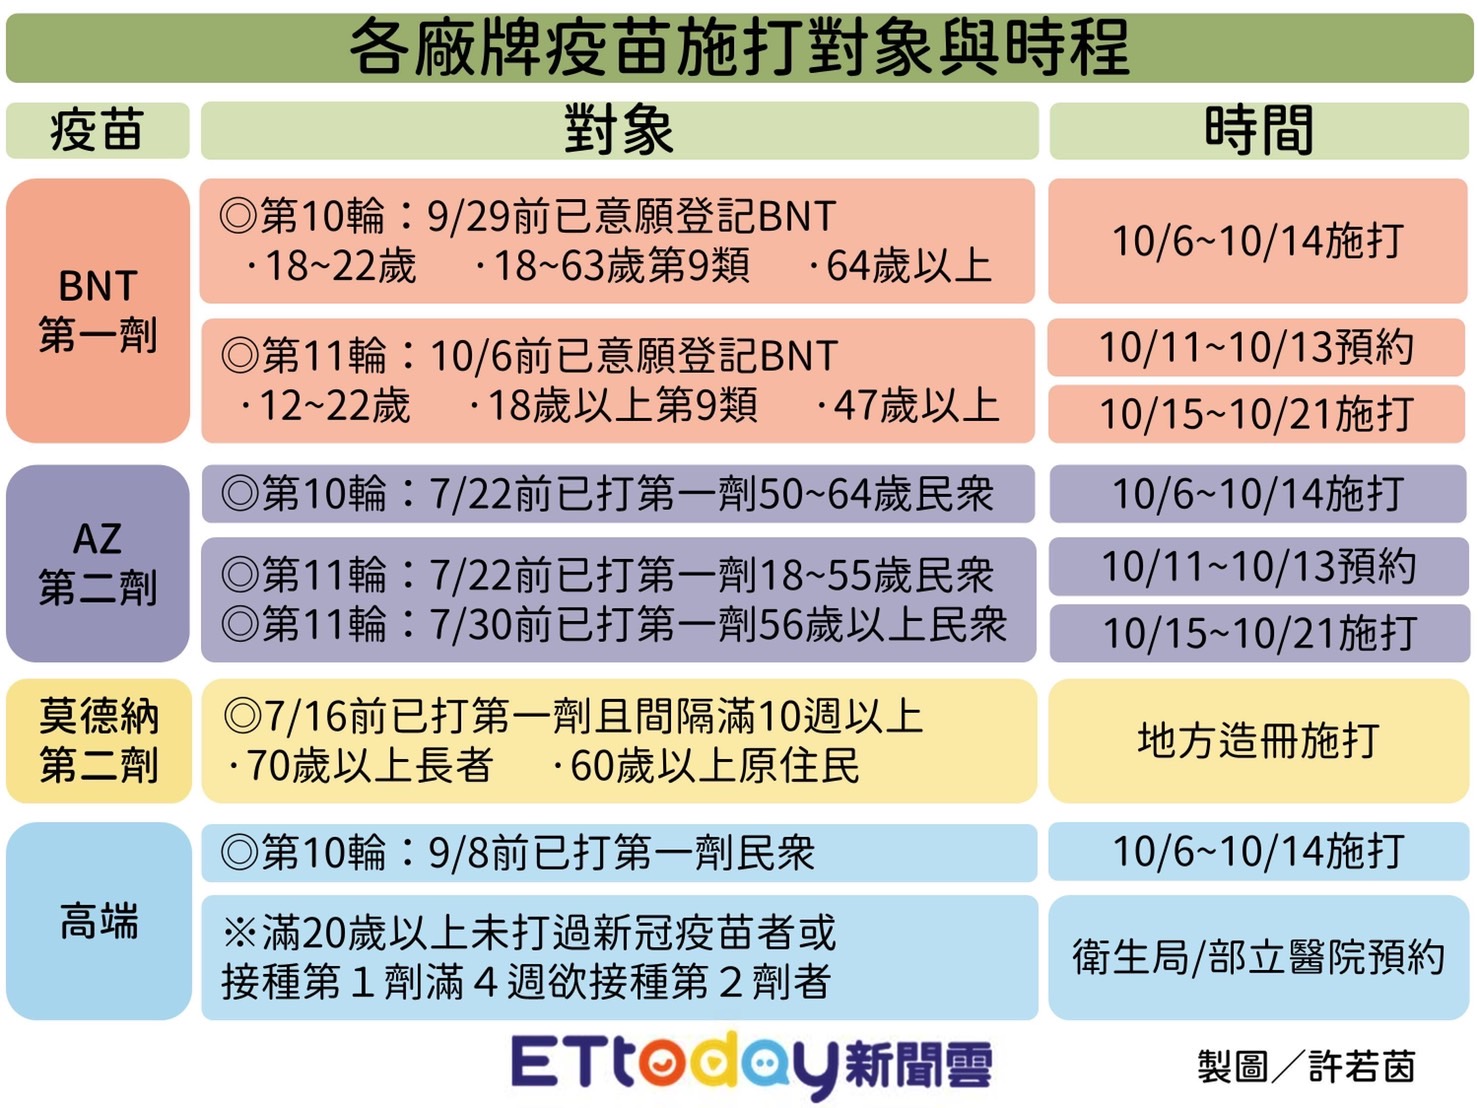 各廠牌疫苗施打對象與時程
疫苗
對象
時間
BNT
第一劑
◎第10輪：9/29前已意願登記BNT
·18~22歲 ·18~63歲第9類 ·64歲以上
10/6~10/14施打
◎第11輪：10/6前已意願登記BNT
·12~22歲 ·18歲以上第9類 ·47歲以上
10/11~10/13預約
10/15~10/21施打
AZ
第二劑
◎第10輪：7/22前已打第一劑50~64歲民眾
10/6~10/14施打
◎第11輪：7/22前已打第一劑18~55歲民眾
◎第11輪：7/30前已打第一劑56歲以上民眾
10/11~10/13預約
10/15~10/21施打
莫德納
第二劑
◎7/16前已打第一劑且間隔滿10週以上
·70歲以上長者 ·60歲以上原住民
地方造冊施打
高端
◎第10輪：9/8前已打第一劑民眾
10/6~10/14施打
※滿20歲以上未打過新冠疫苗者或
接種第１劑滿４週欲接種第２劑者
衛生局/部立醫院預約
ETtoday新聞雲
製圖／許若茵